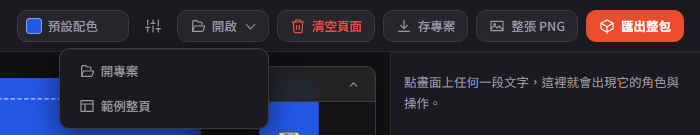 預設配色
開啟
清空頁面
存專案
整張 PNG
匯出整包
開專案
範例整頁
點畫面上任何一段文字，這裡就會出現它的角色與
操作。